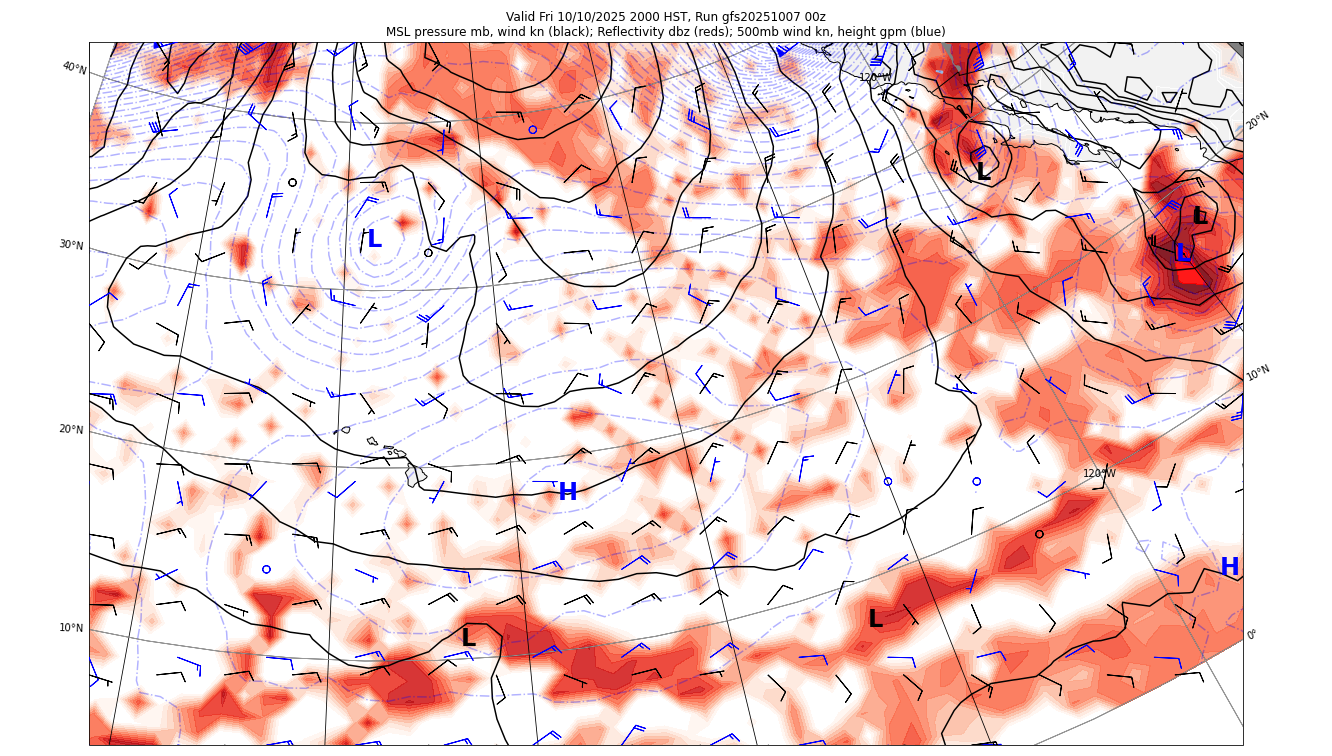 Valid Fri 10/10/2025 2000 HST, Run gfs20251007 00z
MSL pressure mb, wind kn (black); Reflectivity dbz (reds); 500mb wind kn, height gpm (blue)
40°N
120°W
20°N
L
L
30°N
L
L
10°N
20°N
120°W
H
H
L
10°N
L
0°